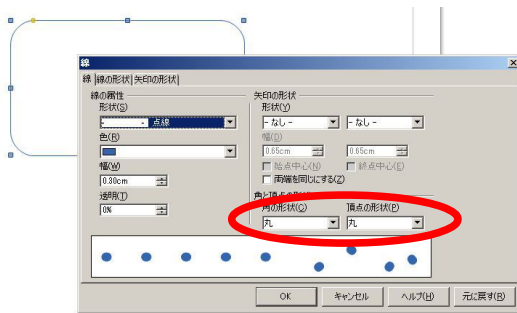 線
線 線の形状 矢印の形状
線の属性
形状(S)
点線
色(R)
幅(W)
0.30cm
透明(T)
0%
矢印の形状
形状(Y)
- なし - - なし -
幅(D)
0.65cm 0.65cm
始点中心(N) 終点中心(E)
両端を同じにする(Z)
角と頂点の形状
角の形状(C) 頂点の形状(P)
丸 丸
OK キャンセル ヘルプ(H) 元に戻す(R)